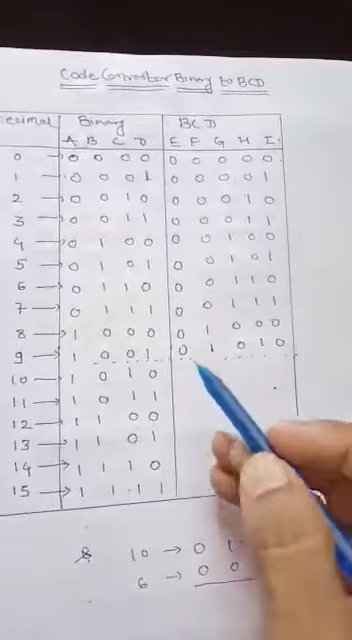 Code Converter Binary to BCD
ecimal Binary BCD
A B C D E F G H I
0 → 0 0 0 0 0 0 0 0 0
1 → 0 0 0 1 0 0 0 0 1
2 → 0 0 1 0 0 0 0 1 0
3 → 0 0 1 1 0 0 0 1 1
4 → 0 1 0 0 0 0 1 0 0
5 → 0 1 0 1 0 0 1 0 1
6 → 0 1 1 0 0 0 1 1 0
7 → 0 1 1 1 0 0 1 1 1
8 → 1 0 0 0 0 1 0 0 0
9 → 1 0 0 1 0 1 0 1 0
10 → 1 0 1 0
11 → 1 0 1 1
12 → 1 1 0 0
13 → 1 1 0 1
14 → 1 1 1 0
15 → 1 1 1 1
10 → 0 1
6 → 0 0